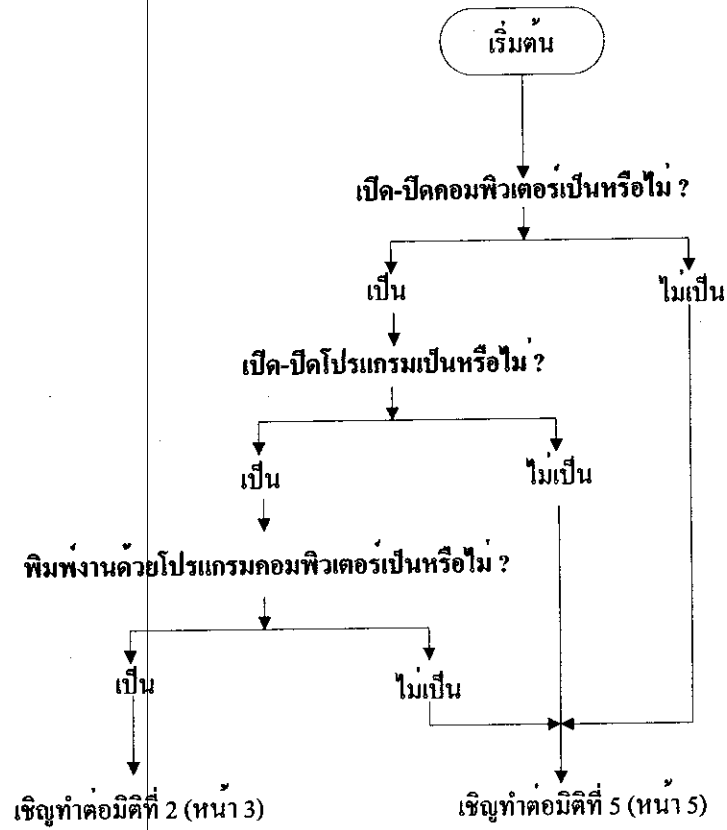 เริ่มต้น
เปิด-ปิดคอมพิวเตอร์เป็นหรือไม่ ?
เป็น
ไม่เป็น
เปิด-ปิดโปรแกรมเป็นหรือไม่ ?
เป็น
ไม่เป็น
พิมพ์งานด้วยโปรแกรมคอมพิวเตอร์เป็นหรือไม่ ?
เป็น
ไม่เป็น
เชิญทำต่อมิติที่ 2 (หน้า 3)
เชิญทำต่อมิติที่ 5 (หน้า 5)